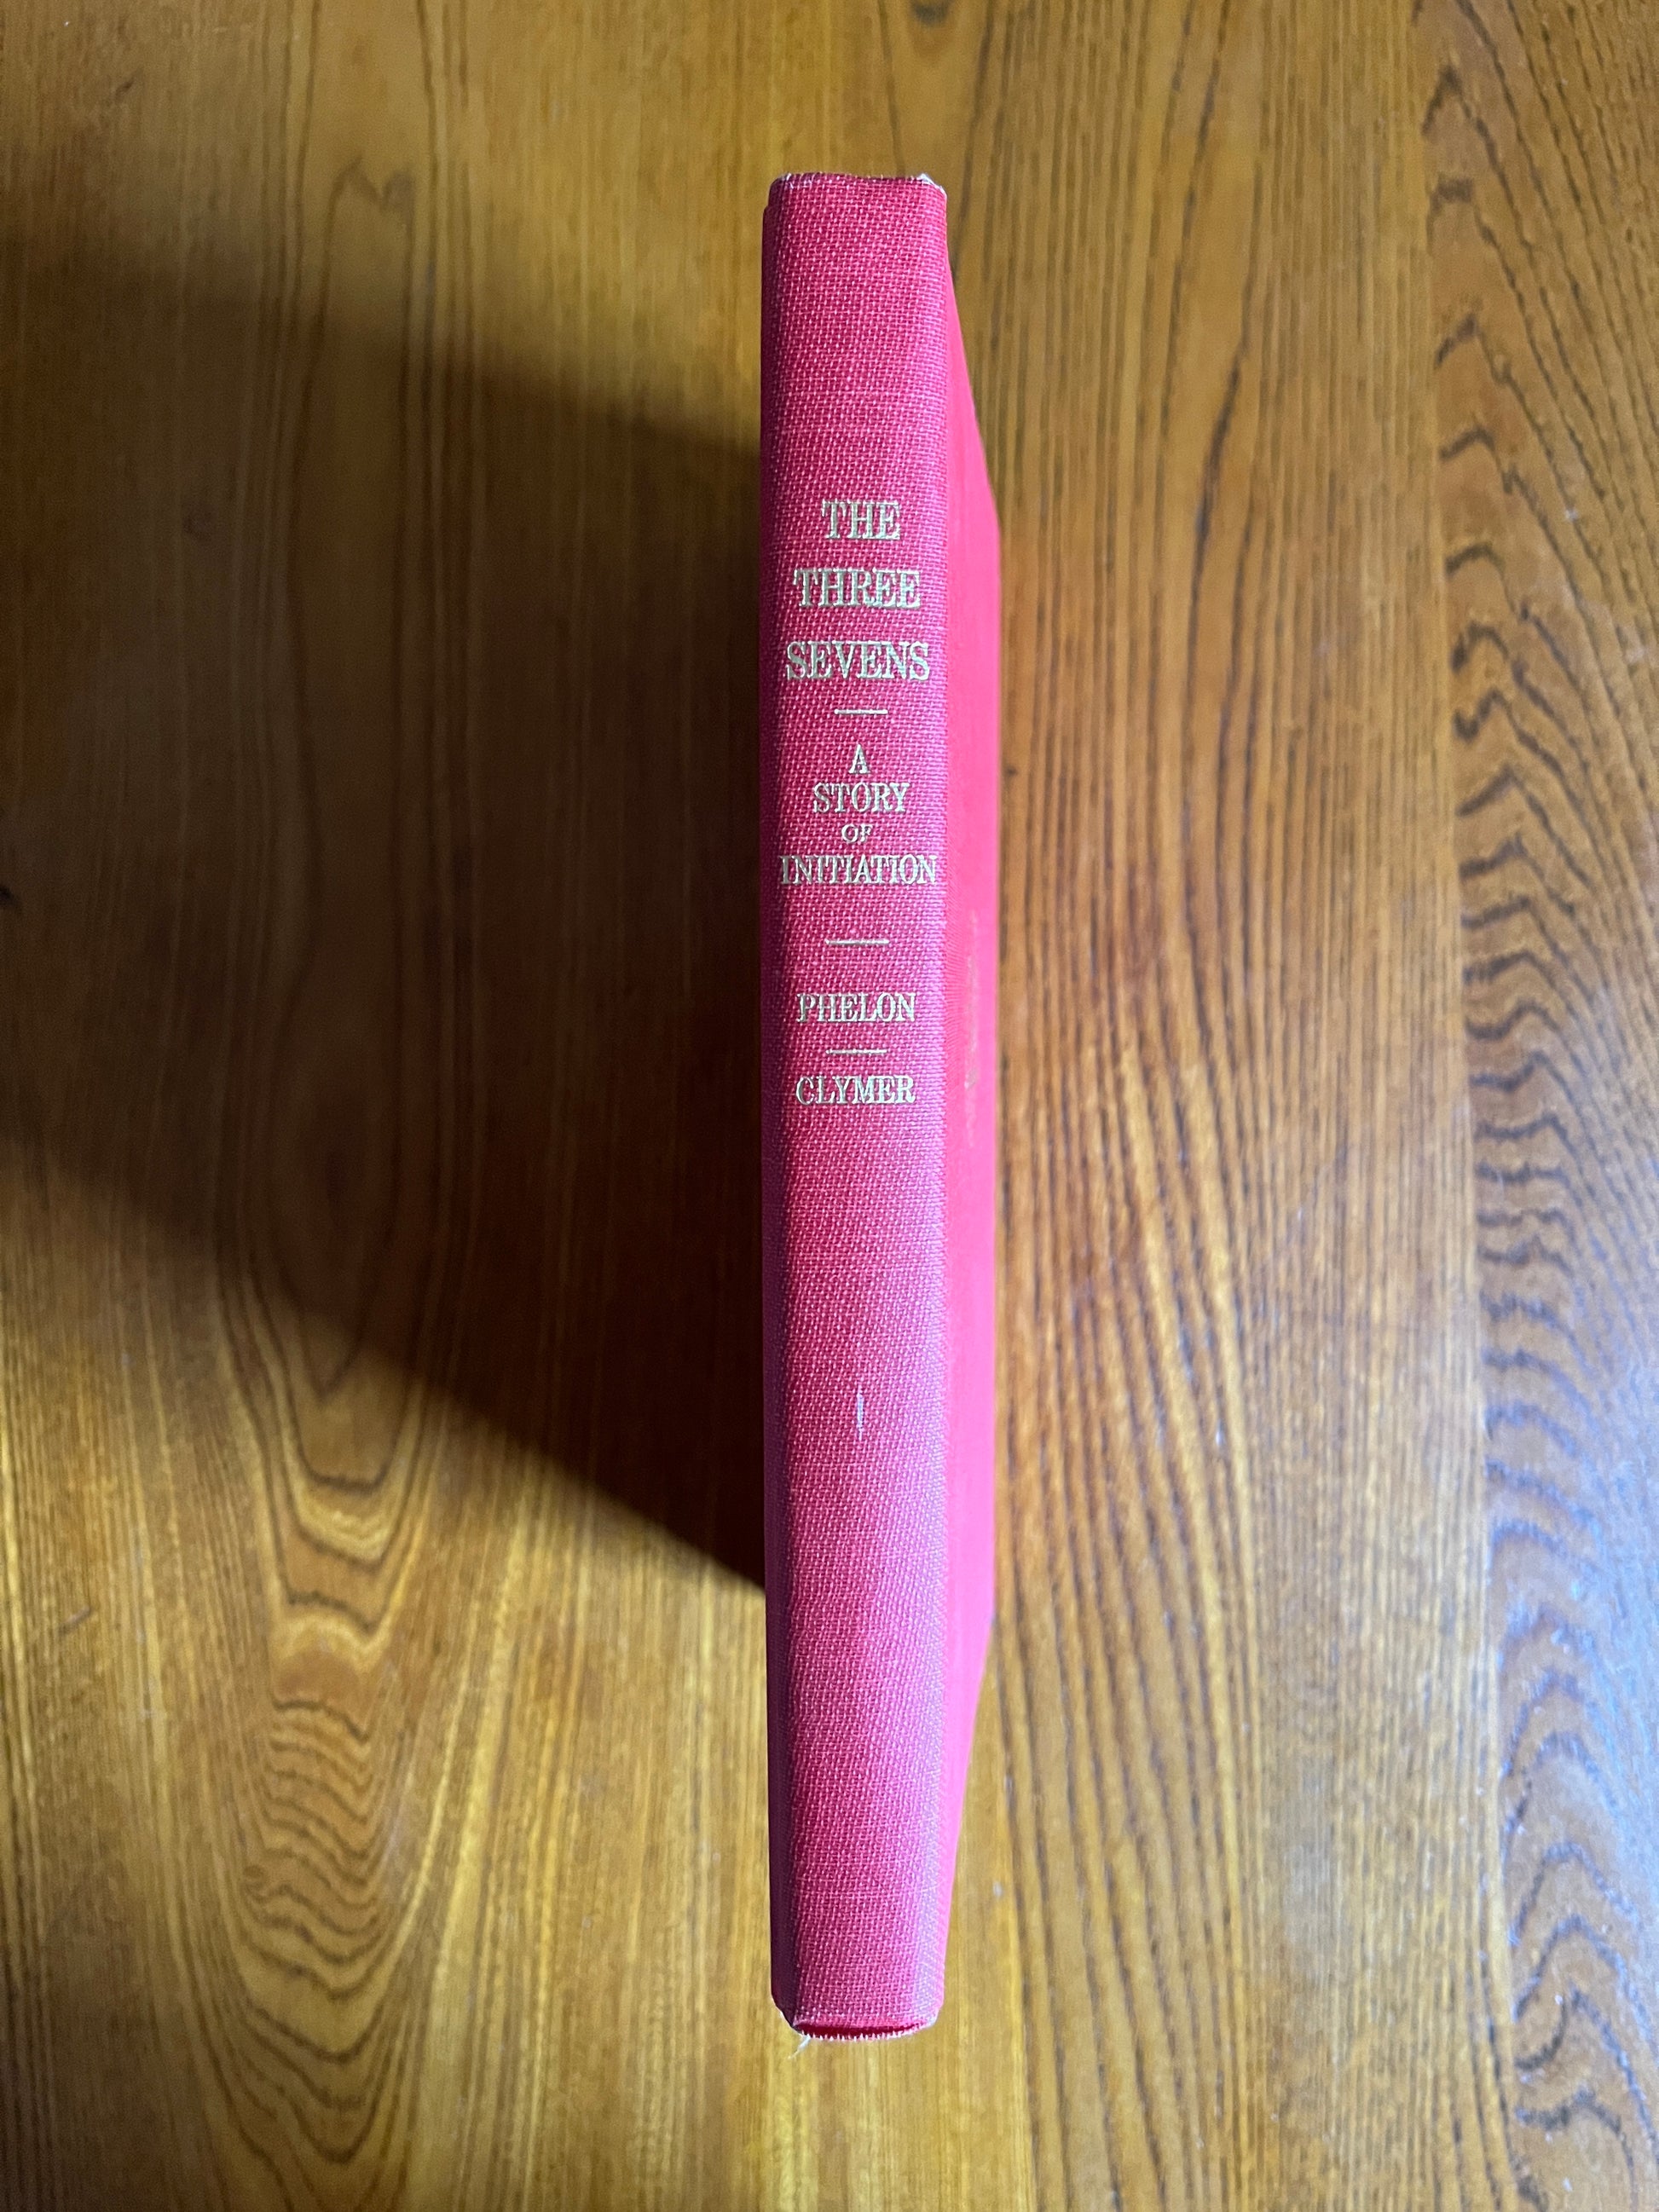 THE
THREE
SEVENS
A
STORY
OF
INITIATION
PHELON
CLYMER